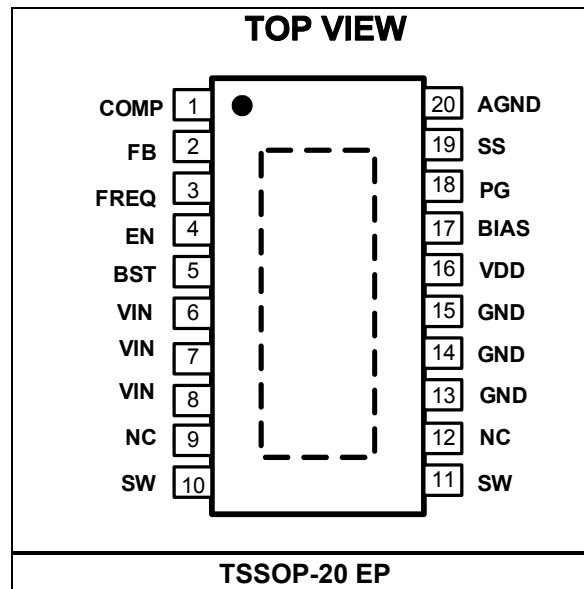 TOP VIEW
COMP 1 20 AGND
FB 2 19 SS
FREQ 3 18 PG
EN 4 17 BIAS
BST 5 16 VDD
VIN 6 15 GND
VIN 7 14 GND
VIN 8 13 GND
NC 9 12 NC
SW 10 11 SW
TSSOP-20 EP